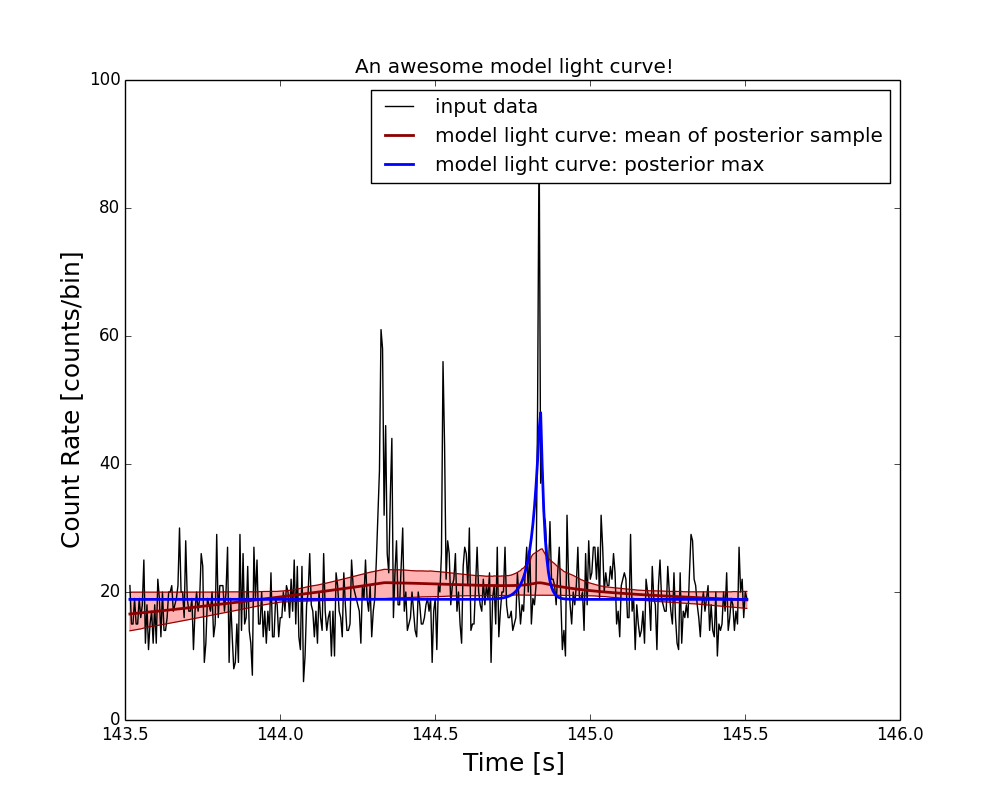 An awesome model light curve!
input data
model light curve: mean of posterior sample
model light curve: posterior max
Count Rate [counts/bin]
100
80
60
40
20
0
143.5 144.0 144.5 145.0 145.5 146.0
Time [s]